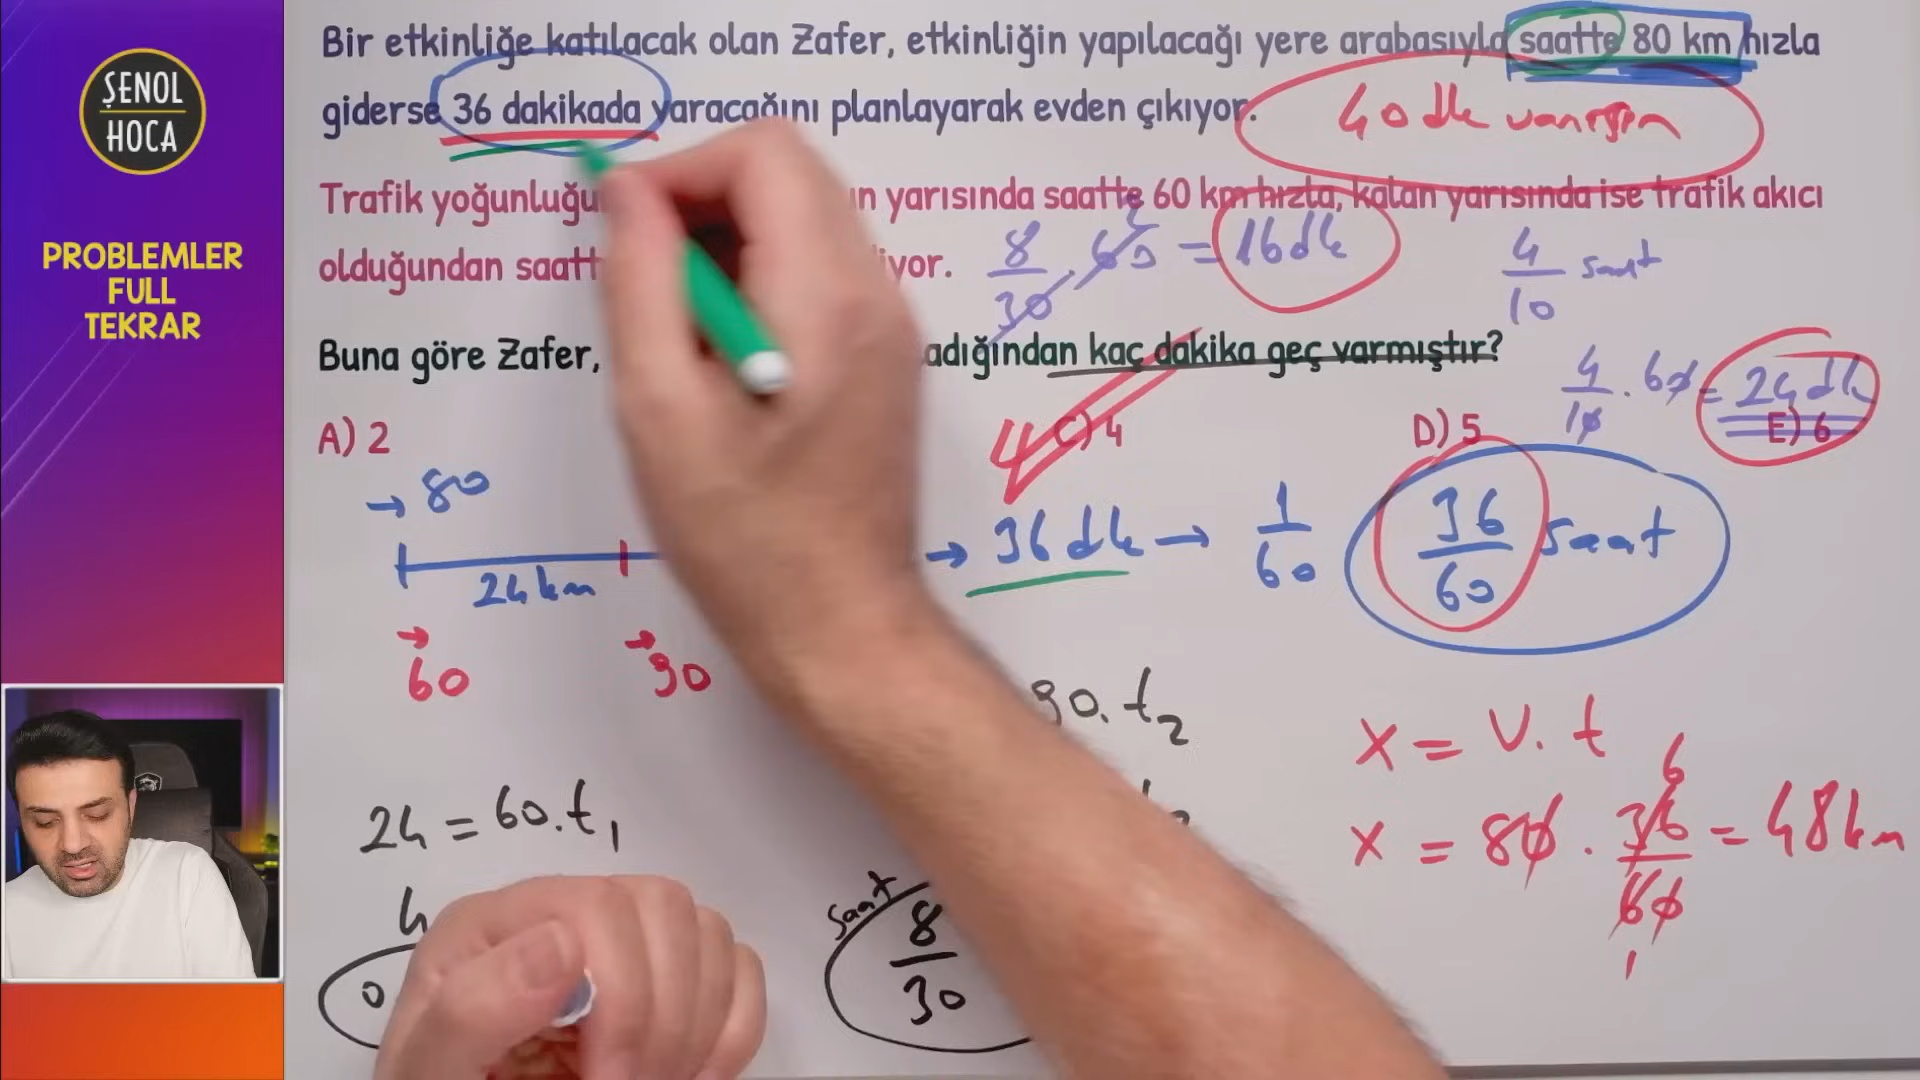 ŞENOL
HOCA
PROBLEMLER
FULL
TEKRAR
Bir etkinliğe katılacak olan Zafer, etkinliğin yapılacağı yere arabasıyla saatte 80 km hızla
giderse 36 dakikada varacağını planlayarak evden çıkıyor.
40 dk varışın
Trafik yoğunluğu yarısında saatte 60 km hızla, kalan yarısında ise trafik akıcı
olduğundan
8/30 . 60 = 16 dk
4/10 saat
Buna göre Zafer, kaç dakika geç varmıştır?
4/10 . 60 = 24 dk
A) 2
4
C) 4
D) 5
E) 6
→ 80
→ 36 dk → 1/60
36/60 saat
24 km
→ 60
→ 90
90.t2
x = V.t
24 = 60.t1
x = 80 . 36/60 = 48 km
6
1
4
0
saat
8/30